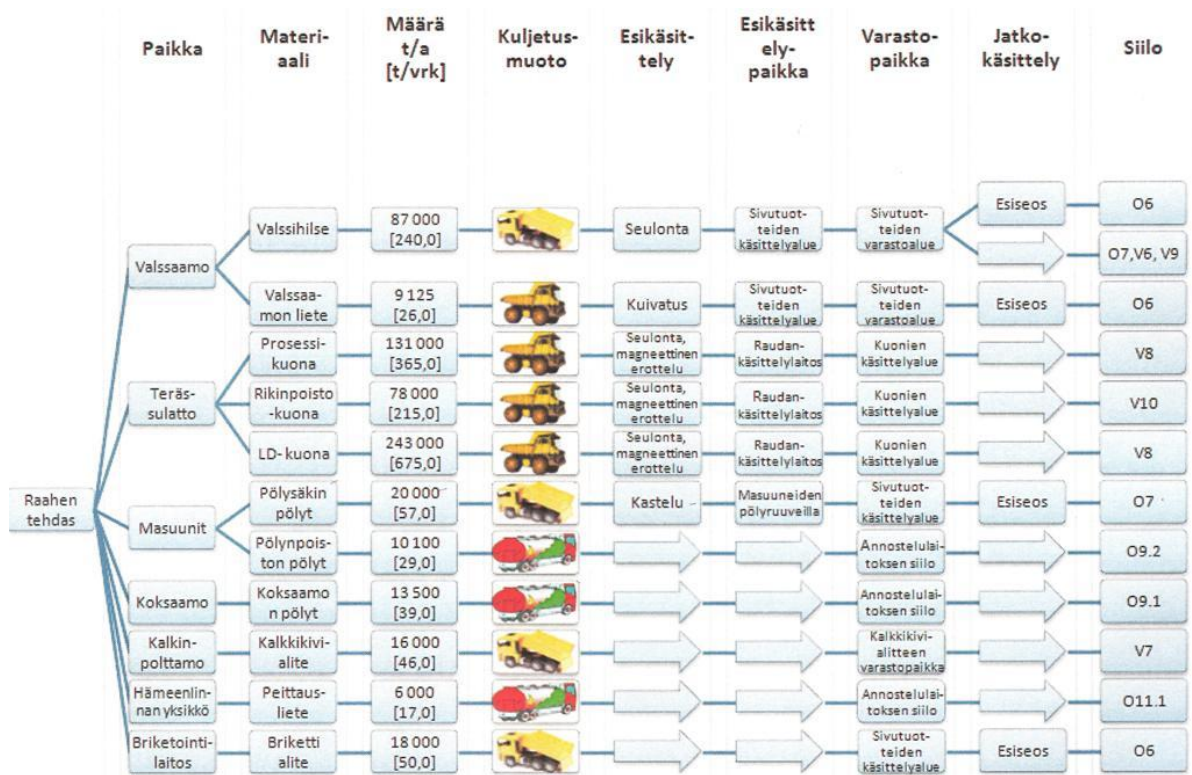 Paikka
Materi-
aali
Määrä
t/a
[t/vrk]
Kuljetus-
muoto
Esikäsit-
tely
Esikäsitt
ely-
paikka
Varasto-
paikka
Jatko-
käsittely
Siilo
Raahen
tehdas
Valssaamo
Valssihilse
87 000
[240,0]
Seulonta
Sivutuot-
teiden
käsittelyalue
Sivutuot-
teiden
varastoalue
Esiseos
O6
O7,V6, V9
Valssaa-
mon liete
9 125
[26,0]
Kuivatus
Sivutuot-
teiden
käsittelyalue
Sivutuot-
teiden
varastoalue
Esiseos
O6
Teräs-
sulatto
Prosessi-
kuona
131 000
[365,0]
Seulonta,
magneettinen
erottelu
Raudan-
käsittelylaitos
Kuonien
käsittelyalue
V8
Rikinpoisto
-kuona
78 000
[215,0]
Seulonta,
magneettinen
erottelu
Raudan-
käsittelylaitos
Kuonien
käsittelyalue
V10
LD- kuona
243 000
[675,0]
Seulonta,
magneettinen
erottelu
Raudan-
käsittelylaitos
Kuonien
käsittelyalue
V8
Masuunit
Pölysäkin
pölyt
20 000
[57,0]
Kastelu
Masuuneiden
pölyruuveilla
Sivutuot-
teiden
käsittelyalue
Esiseos
O7
Pölynpois-
ton pölyt
10 100
[29,0]
Annostelulai-
toksen siilo
O9.2
Koksaamo
Koksaamo
n pölyt
13 500
[39,0]
Annostelulai-
toksen siilo
O9.1
Kalkin-
polttamo
Kalkkikivi-
alite
16 000
[46,0]
Kalkkikivi-
alitteen
varastopaikka
V7
Hämeenlin-
nan yksikkö
Peittaus-
liete
6 000
[17,0]
Annostelulai-
toksen siilo
O11.1
Briketointi-
laitos
Briketti
alite
18 000
[50,0]
Sivutuot-
teiden
käsittelyalue
Esiseos
O6